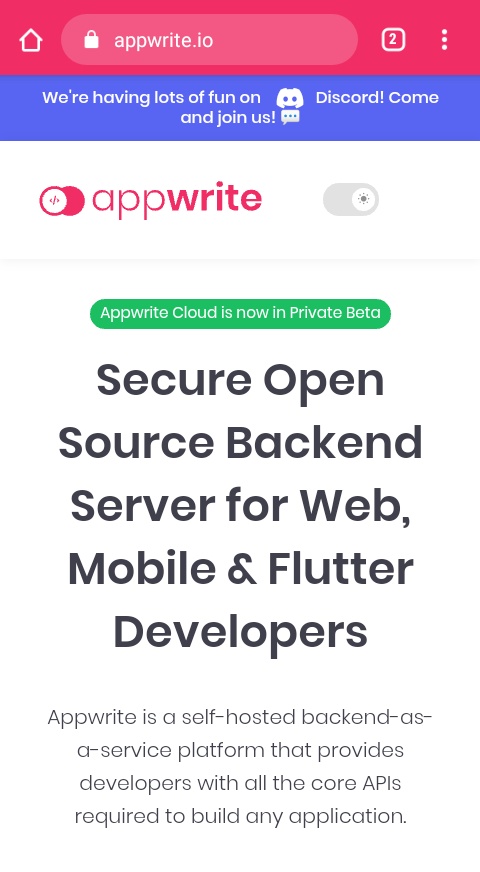 appwrite.io
2
We're having lots of fun on Discord! Come
and join us!
appwrite
Appwrite Cloud is now in Private Beta
Secure Open
Source Backend
Server for Web,
Mobile & Flutter
Developers
Appwrite is a self-hosted backend-as-
a-service platform that provides
developers with all the core APIs
required to build any application.